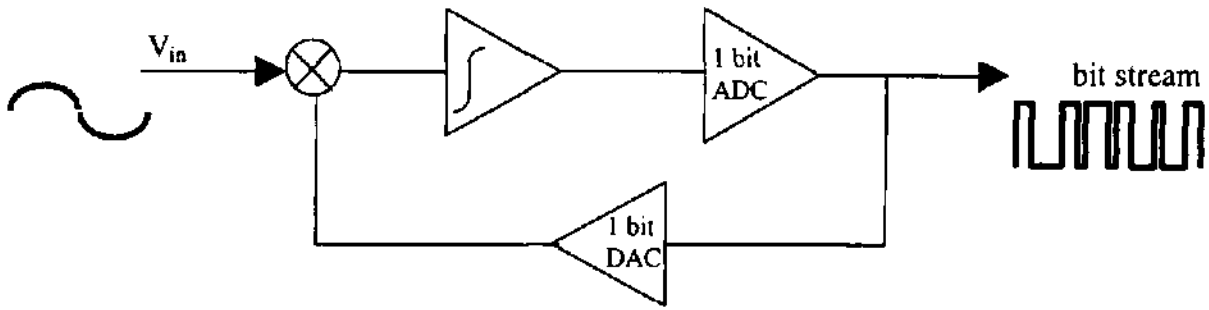 V_in
1 bit
ADC
bit stream
1 bit
DAC